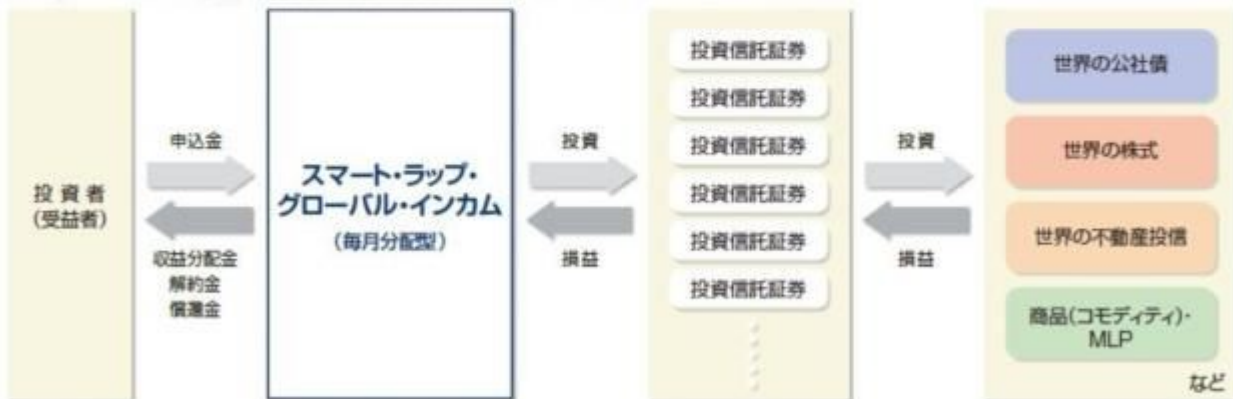 投資者
(受益者)
申込金
収益分配金
解約金
償還金
スマート・ラップ・
グローバル・インカム
(毎月分配型)
投資
損益
投資信託証券
投資信託証券
投資信託証券
投資信託証券
投資信託証券
投資信託証券
投資
損益
世界の公社債
世界の株式
世界の不動産投信
商品(コモディティ)・
MLP
など